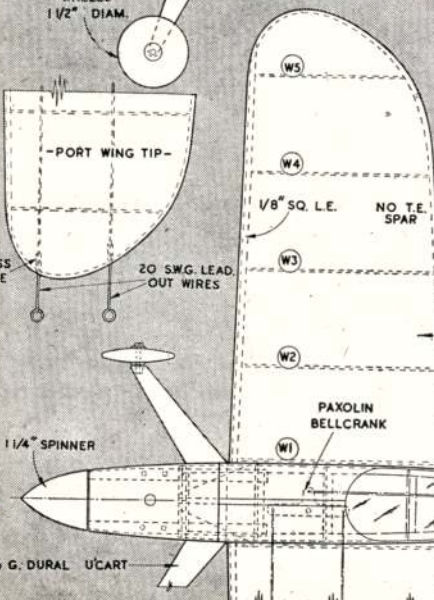 1 1/2" DIAM.
W5
-PORT WING TIP-
W4
1/8" SQ. L.E.
NO T.E.
SPAR
W3
20 S.W.G. LEAD
OUT WIRES
W2
PAXOLIN
BELLCRANK
W1
1 1/4" SPINNER
G. DURAL U'CART